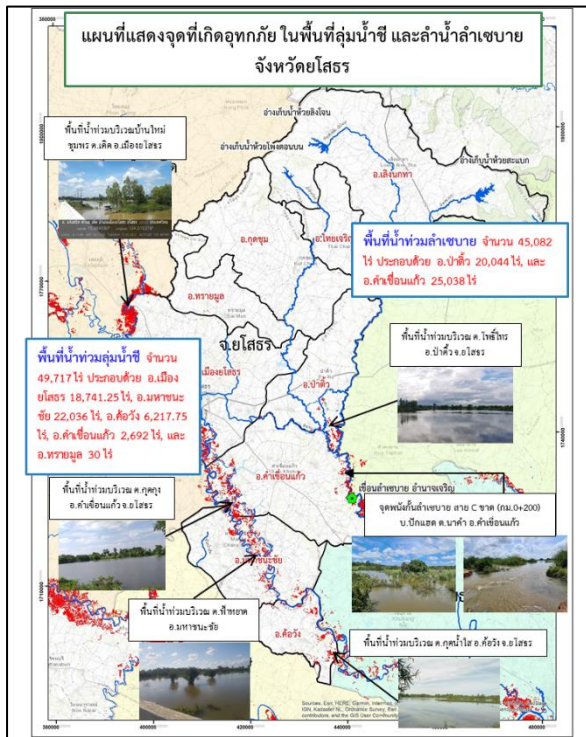 แผนที่แสดงจุดที่เกิดอุทกภัย ในพื้นที่ลุ่มน้ำชี และลำน้ำลำเซบาย
จังหวัดยโสธร
อ่างเก็บน้ำห้วยลิงโจน
พื้นที่น้ำท่วมบริเวณบ้านใหม่
ชุมพร ต.เดิด อ.เมืองยโสธร
อ่างเก็บน้ำห้วยโพงตอนบน
อ่างเก็บน้ำห้วยสะแบก
อ.เลิงนกทา
อ.กุดชุม
อ.ไทยเจริญ
พื้นที่น้ำท่วมลำเซบาย จำนวน 45,082
ไร่ ประกอบด้วย อ.ป่าติ้ว 20,044 ไร่, และ
อ.คำเขื่อนแก้ว 25,038 ไร่
อ.ทรายมูล
จ.ยโสธร
พื้นที่น้ำท่วมบริเวณ ต.โพธิ์ไทร
อ.ป่าติ้ว จ.ยโสธร
พื้นที่น้ำท่วมลุ่มน้ำชี จำนวน
49,717 ไร่ ประกอบด้วย อ.เมือง
ยโสธร 18,741.25 ไร่, อ.มหาชนะ
ชัย 22,036 ไร่, อ.ค้อวัง 6,217.75
ไร่, อ.คำเขื่อนแก้ว 2,692 ไร่, และ
อ.ทรายมูล 30 ไร่
เมืองยโสธร
อ.ป่าติ้ว
อ.คำเขื่อนแก้ว
เขื่อนลำเซบาย อำนาจเจริญ
พื้นที่น้ำท่วมบริเวณ ต.กุดกุง
อ.คำเขื่อนแก้ว จ.ยโสธร
จุดพนังกั้นลำเซบาย สาย C ขาด (กม.0+200)
บ.ปักแฮด ต.นาคำ อ.คำเขื่อนแก้ว
อ.มหาชนะชัย
พื้นที่น้ำท่วมบริเวณ ต.ฟ้าหยาด
อ.มหาชนะชัย
อ.ค้อวัง
พื้นที่น้ำท่วมบริเวณ ต.กุดน้ำใส อ.ค้อวัง จ.ยโสธร
Sources: Esri, HERE, Garmin, Intermap,
IGN, Kadaster NL, Ordnance Survey, Esri
contributors, and the GIS User Community